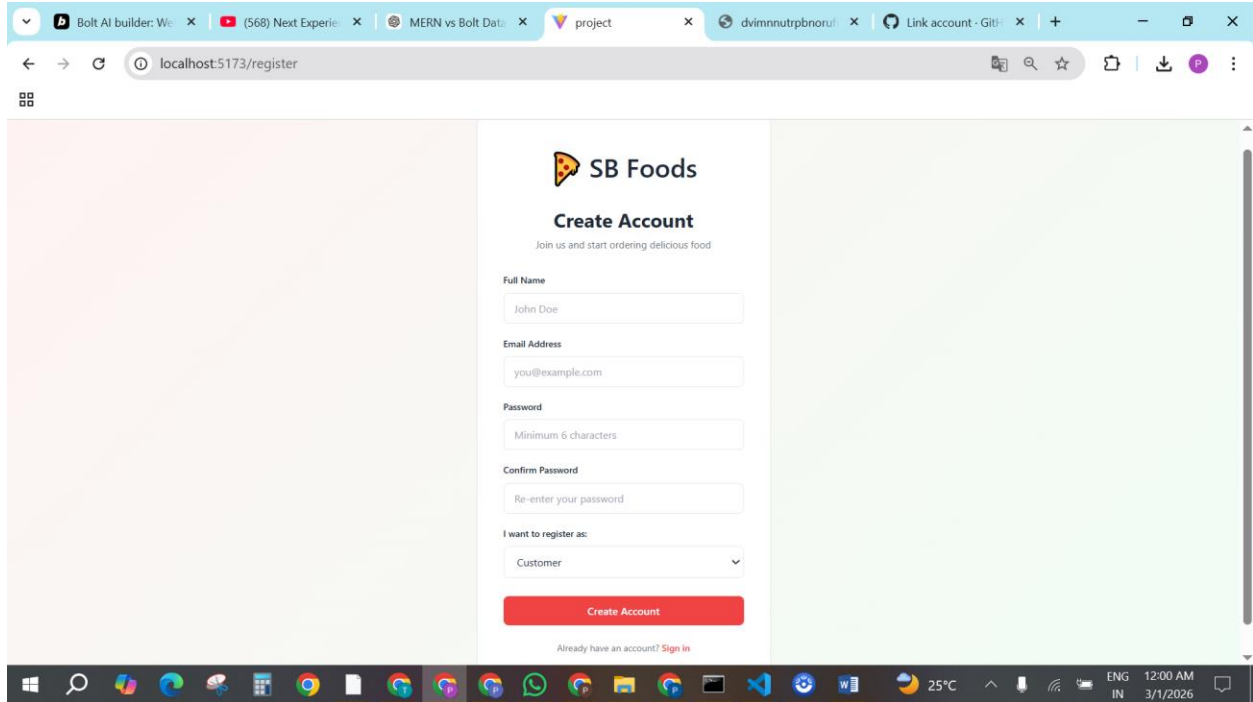 Bolt AI builder: We
(568) Next Experie
MERN vs Bolt Data
project
dvimnnutrpbnoruf
Link account · GitH
localhost:5173/register
P
SB Foods
Create Account
Join us and start ordering delicious food
Full Name
John Doe
Email Address
you@example.com
Password
Minimum 6 characters
Confirm Password
Re-enter your password
I want to register as:
Customer
Create Account
Already have an account? Sign in
25°C
ENG
IN
12:00 AM
3/1/2026